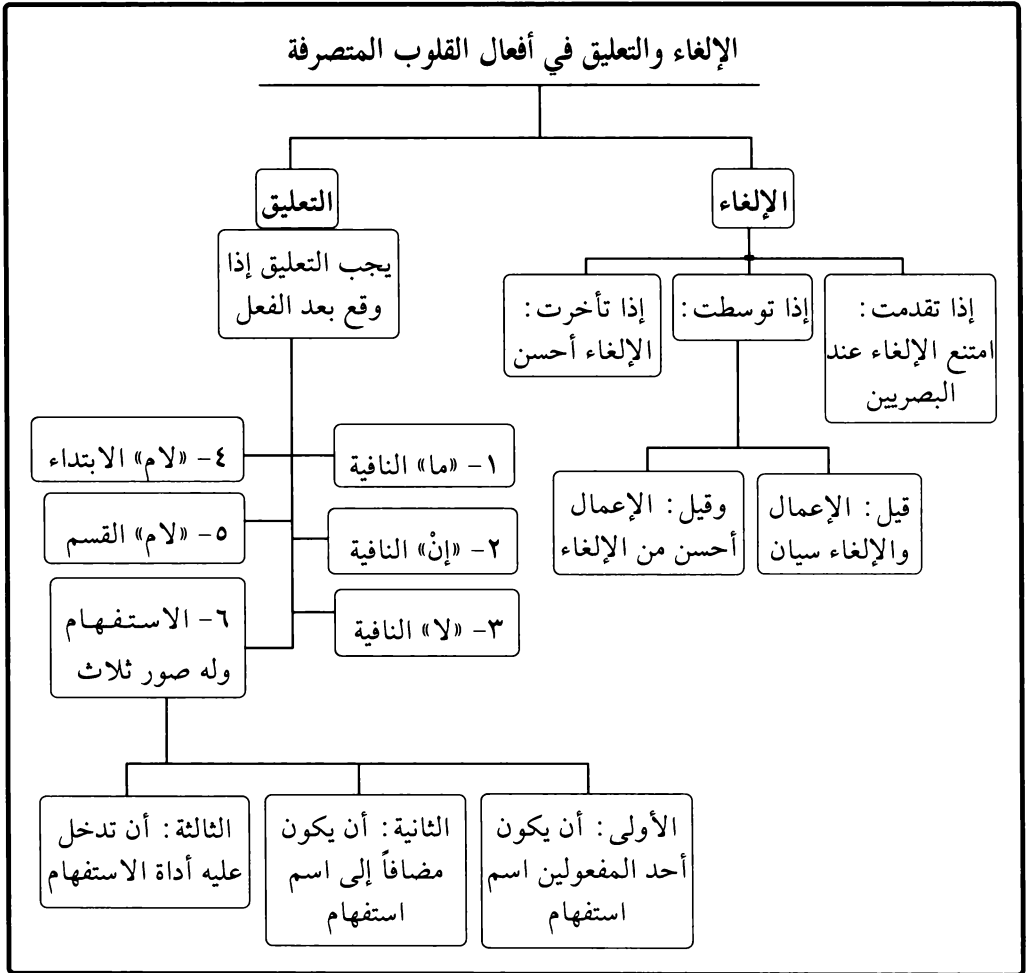 الإلغاء والتعليق في أفعال القلوب المتصرفة
الإلغاء
إذا تقدمت :
امتنع الإلغاء عند
البصريين
إذا توسطت :
قيل : الإعمال
والإلغاء سيان
وقيل : الإعمال
أحسن من الإلغاء
إذا تأخرت :
الإلغاء أحسن
التعليق
يجب التعليق إذا
وقع بعد الفعل
١- «ما» النافية
٢- «إنْ» النافية
٣- «لا» النافية
٤- «لام» الابتداء
٥- «لام» القسم
٦- الاستفهام
وله صور ثلاث
الأولى : أن يكون
أحد المفعولين اسم
استفهام
الثانية : أن يكون
مضافاً إلى اسم
استفهام
الثالثة : أن تدخل
عليه أداة الاستفهام